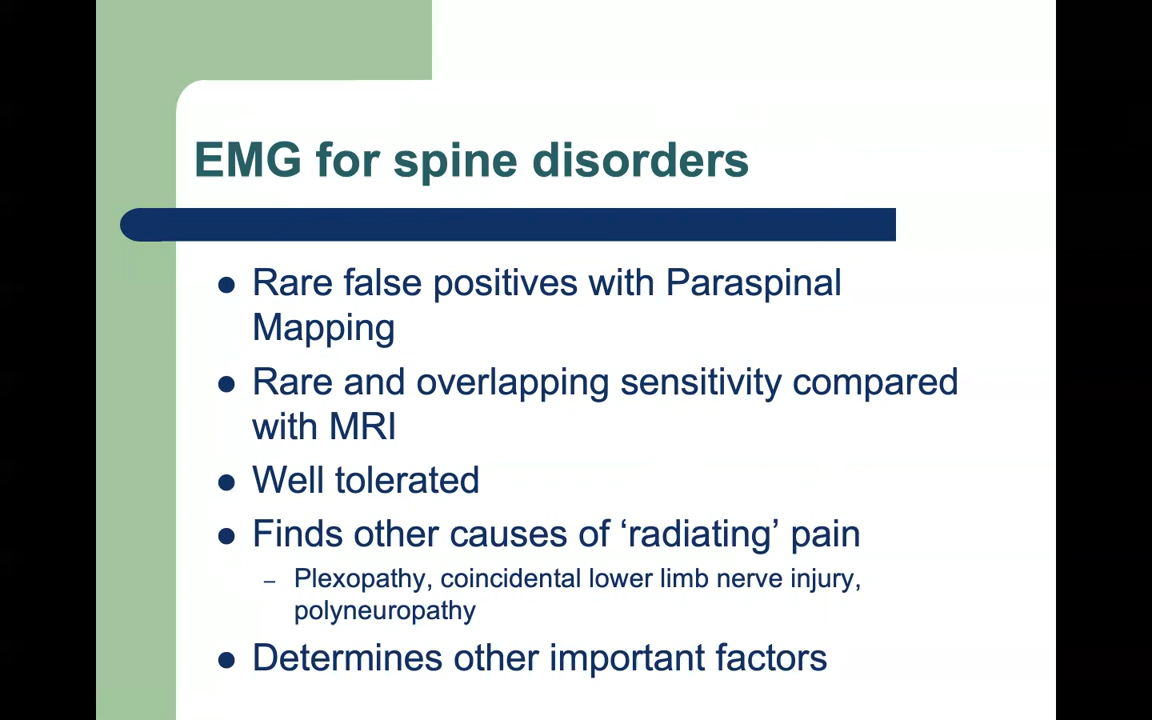 EMG for spine disorders
● Rare false positives with Paraspinal
Mapping
● Rare and overlapping sensitivity compared
with MRI
● Well tolerated
● Finds other causes of ‘radiating’ pain
– Plexopathy, coincidental lower limb nerve injury,
polyneuropathy
● Determines other important factors